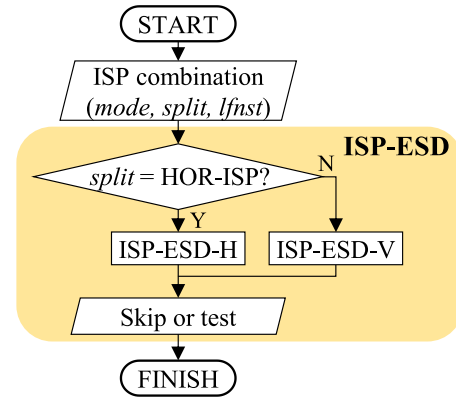 START
ISP combination
(mode, split, lfnst)
ISP-ESD
split = HOR-ISP?
N
Y
ISP-ESD-H
ISP-ESD-V
Skip or test
FINISH